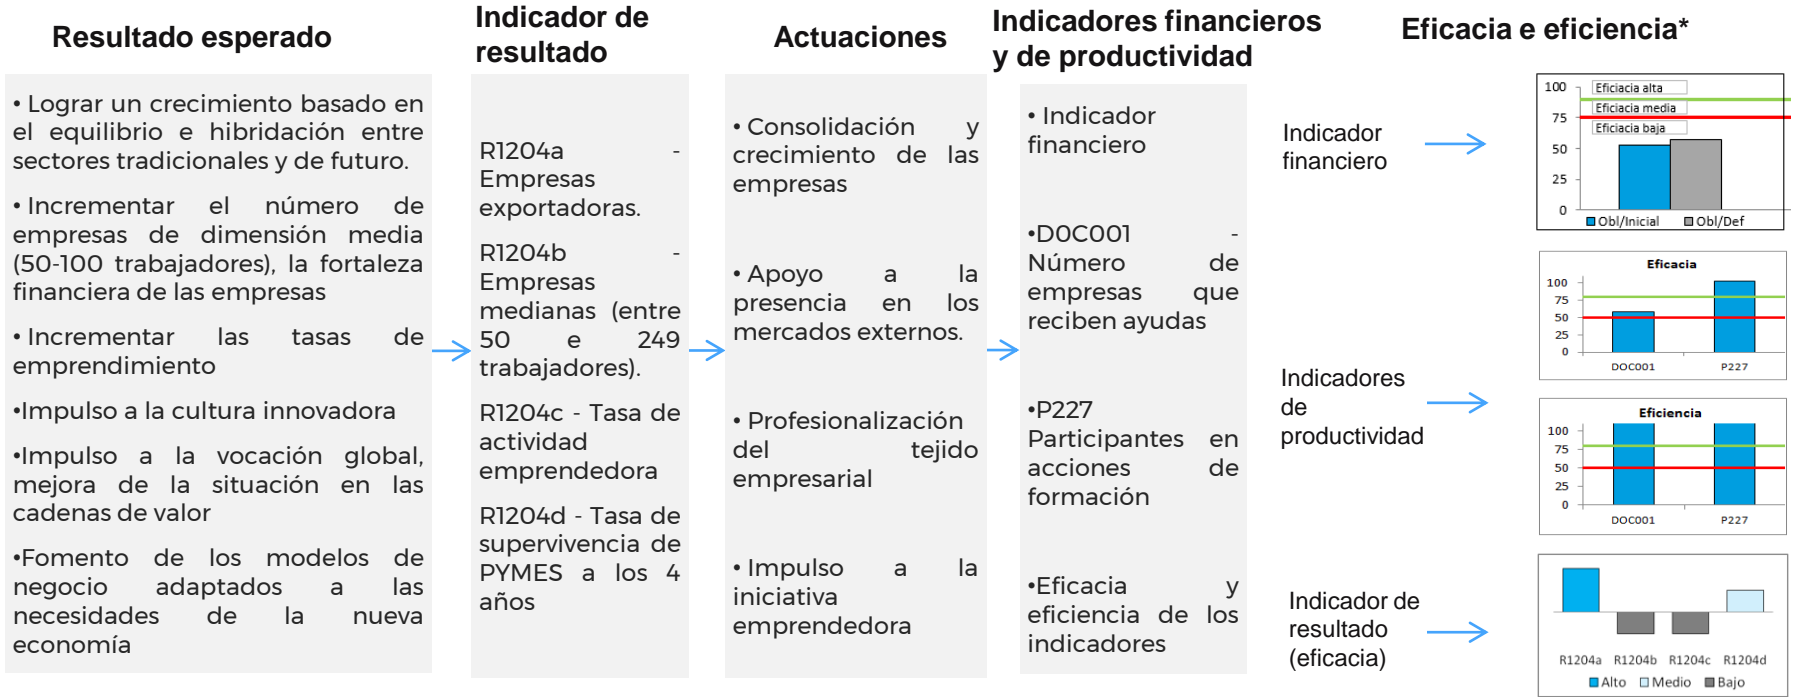 Resultado esperado
• Lograr un crecimiento basado en
el equilibrio e hibridación entre
sectores tradicionales y de futuro.
• Incrementar el número de
empresas de dimensión media
(50-100 trabajadores), la fortaleza
financiera de las empresas
• Incrementar las tasas de
emprendimiento
•Impulso a la cultura innovadora
•Impulso a la vocación global,
mejora de la situación en las
cadenas de valor
•Fomento de los modelos de
negocio adaptados a las
necesidades de la nueva
economía
Indicador de
resultado
R1204a -
Empresas
exportadoras.
R1204b -
Empresas
medianas (entre
50 e 249
trabajadores).
R1204c - Tasa de
actividad
emprendedora
R1204d - Tasa de
supervivencia de
PYMES a los 4
años
Actuaciones
• Consolidación y
crecimiento de las
empresas
• Apoyo a la
presencia en los
mercados externos.
• Profesionalización
del tejido
empresarial
• Impulso a la
iniciativa
emprendedora
Indicadores financieros
y de productividad
• Indicador
financiero
•D0C001 -
Número de
empresas que
reciben ayudas
•P227
Participantes en
acciones de
formación
•Eficacia y
eficiencia de los
indicadores
Eficacia e eficiencia*
Indicador
financiero
100
75
50
25
0
Eficiacia alta
Eficiacia media
Eficiacia baja
Obl/Inicial Obl/Def
Indicadores
de
productividad
Eficacia
100
75
50
25
0
DOC001 P227
Eficiencia
100
75
50
25
0
DOC001 P227
Indicador de
resultado
(eficacia)
R1204a R1204b R1204c R1204d
Alto Medio Bajo